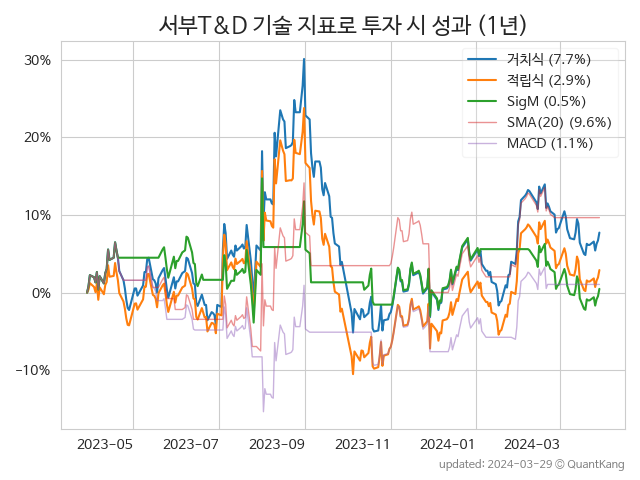 서부T&D 기술 지표로 투자 시 성과 (1년)
거치식 (7.7%)
적립식 (2.9%)
SigM (0.5%)
SMA(20) (9.6%)
MACD (1.1%)
30%
20%
10%
0%
−10%
2023-05 2023-07 2023-09 2023-11 2024-01 2024-03
updated: 2024-03-29 © QuantKang